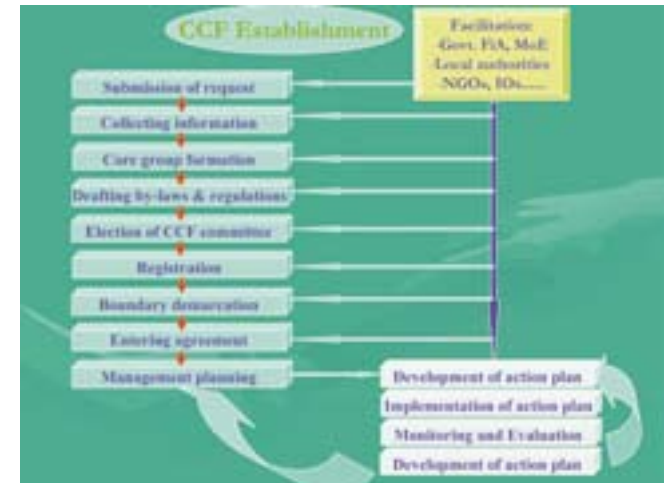 CCF Establishment
Facilitation:
-Govt. FiA, MoE
-Local authorities
-NGOs, IOs......
Submission of request
Collecting information
Core group formation
Drafting by-laws & regulations
Election of CCF committee
Registration
Boundary demarcation
Entering agreement
Management planning
Development of action plan
Implementation of action plan
Monitoring and Evaluation
Development of action plan